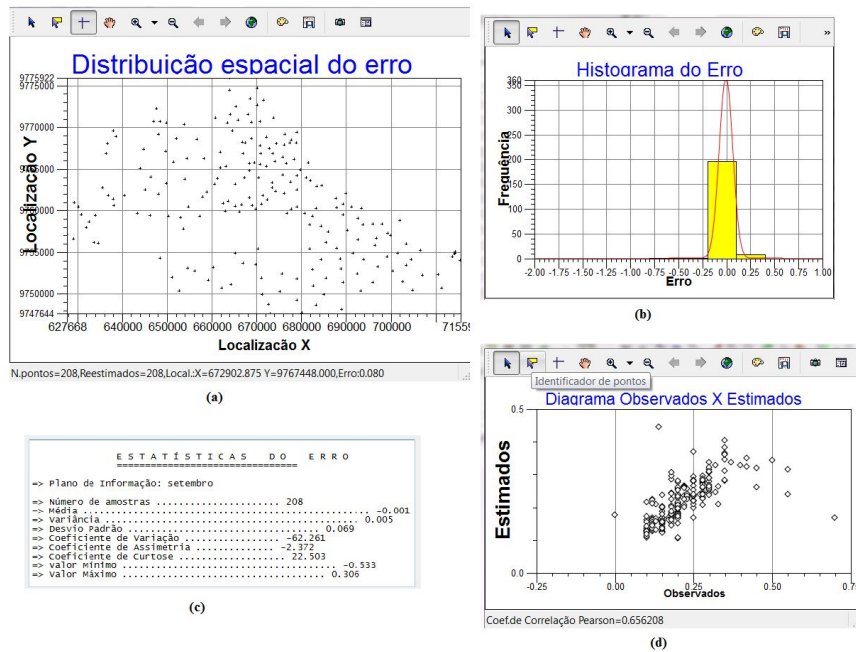 Distribuição espacial do erro
9775922
9775000
9770000
9765000
9760000
9755000
9750000
9747644
Localizacao Y
627668
640000
650000
660000
670000
680000
690000
700000
Localizacão X
N.pontos=208,Reestimados=208,Local.:X=672902.875 Y=9767448.000,Erro:0.080
(a)
»
Histograma do Erro
360
350
300
250
200
150
100
50
0
Frequência
-2.00 -1.75 -1.50 -1.25 -1.00 -0.75 -0.50 -0.25 0.00 0.25 0.50 0.75 1.00
Erro
(b)
E S T A T Í S T I C A S D O E R R O
===============================
=> Plano de Informação: setembro
=> Número de amostras ..................... 208
=> Média ............................................... -0.001
=> Variância ........................................ 0.005
=> Desvio Padrão .................................. 0.069
=> Coeficiente de Variação .............. -62.261
=> Coeficiente de Assimetria ............ -2.372
=> Coeficiente de Curtose ................ 22.503
=> Valor Mínimo .................................... -0.533
=> Valor Máximo .................................. 0.306
(c)
Identificador de pontos
Diagrama Observados X Estimados
0.5
0.0
Estimados
-0.25 0.00 0.25 0.50
Observados
Coef.de Correlação Pearson=0.656208
(d)